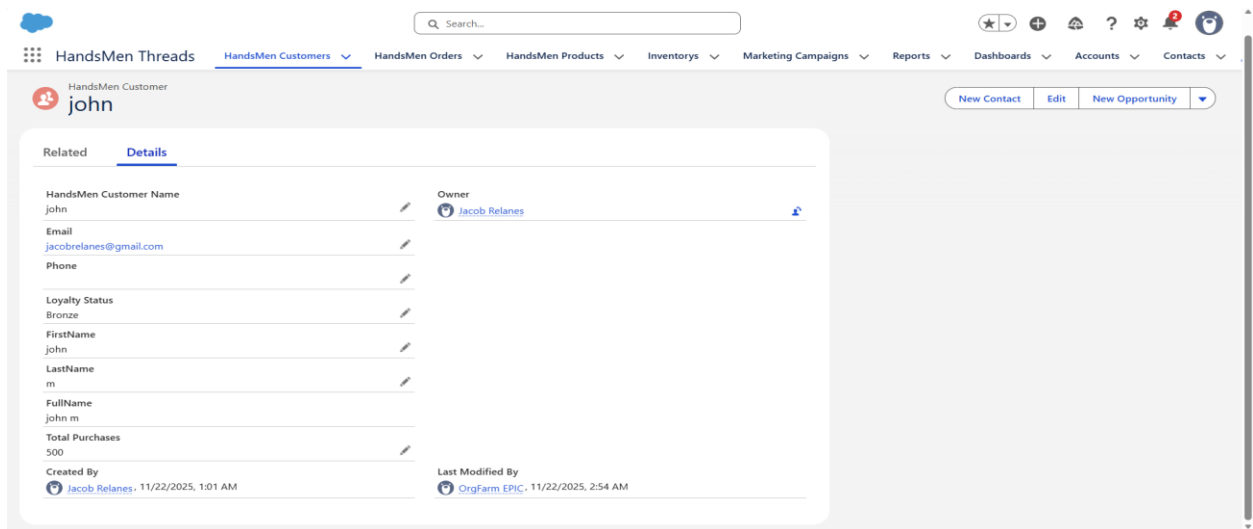 Search...
2
HandsMen Threads HandsMen Customers HandsMen Orders HandsMen Products Inventorys Marketing Campaigns Reports Dashboards Accounts Contacts
HandsMen Customer
john
New Contact Edit New Opportunity
Related Details
HandsMen Customer Name
john
Owner
Jacob Relanes
Email
jacobrelanes@gmail.com
Phone
Loyalty Status
Bronze
FirstName
john
LastName
m
FullName
john m
Total Purchases
500
Created By
Jacob Relanes, 11/22/2025, 1:01 AM
Last Modified By
OrgFarm EPIC, 11/22/2025, 2:54 AM